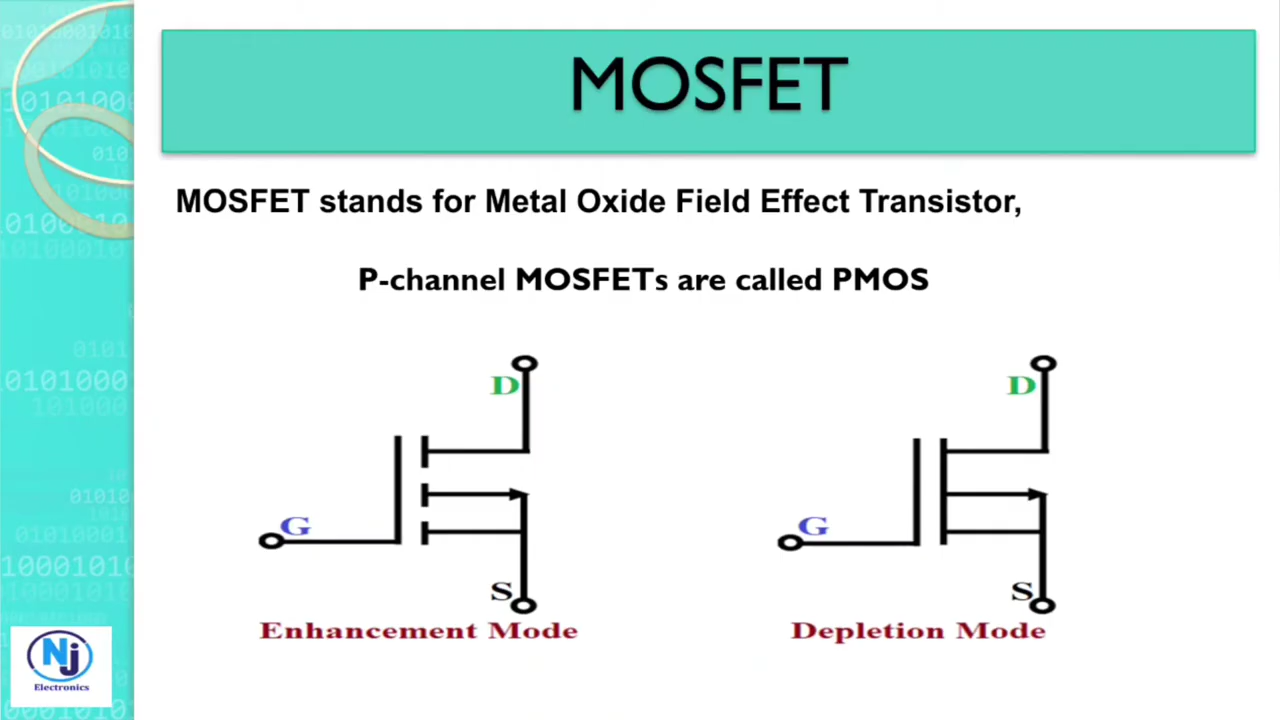 MOSFET
MOSFET stands for Metal Oxide Field Effect Transistor,
P-channel MOSFETs are called PMOS
D
D
G
G
S
S
Enhancement Mode
Depletion Mode
NJ
Electronics